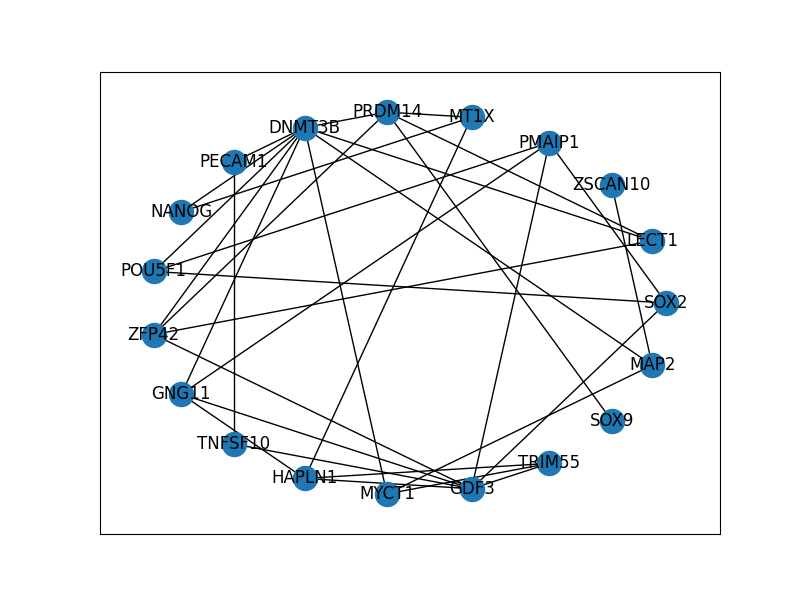 PRDM14
MT1X
DNMT3B
PMAIP1
PECAM1
ZSCAN10
NANOG
LECT1
POU5F1
SOX2
ZFP42
MAP2
GNG11
SOX9
TNFSF10
TRIM55
HAPLN1
GDF3
MYCT1